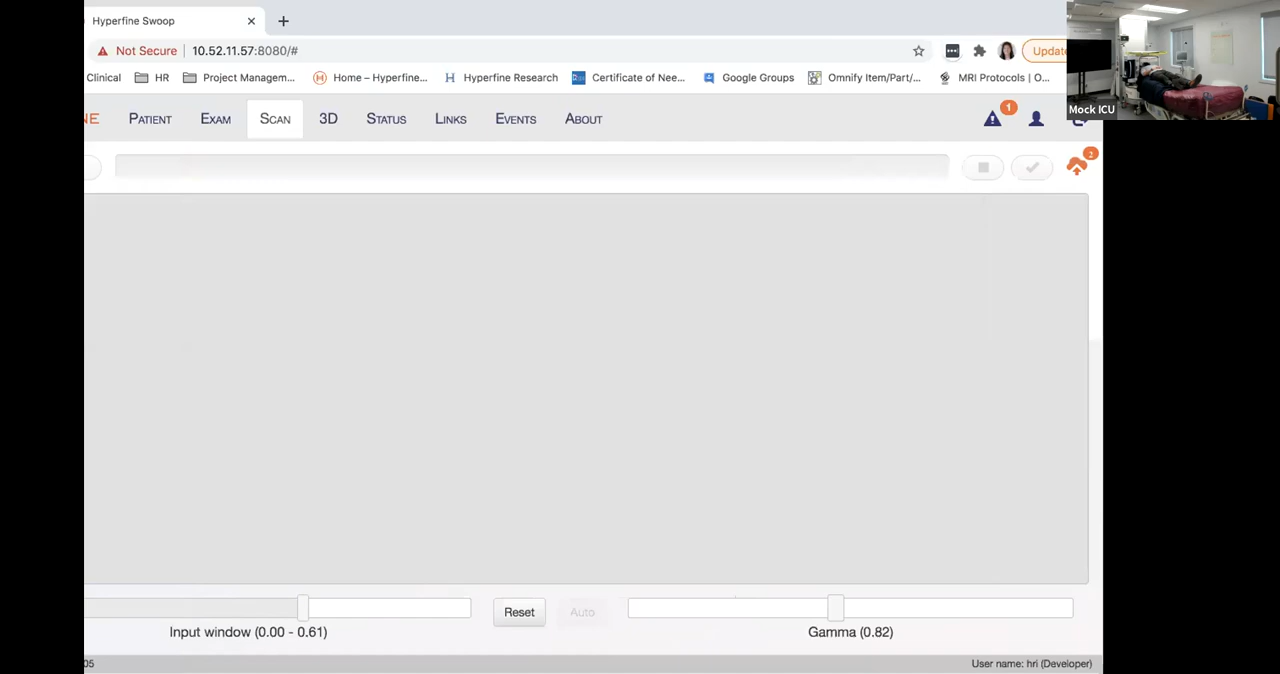 Hyperfine Swoop
Not Secure 10.52.11.57:8080/#
Update
Clinical HR Project Managem... Home – Hyperfine... Hyperfine Research Certificate of Nee... Google Groups Omnify Item/Part/... MRI Protocols | O...
Mock ICU
NE PATIENT EXAM SCAN 3D STATUS LINKS EVENTS ABOUT 1
2
Reset Auto
Input window (0.00 - 0.61) Gamma (0.82)
05 User name: hri (Developer)